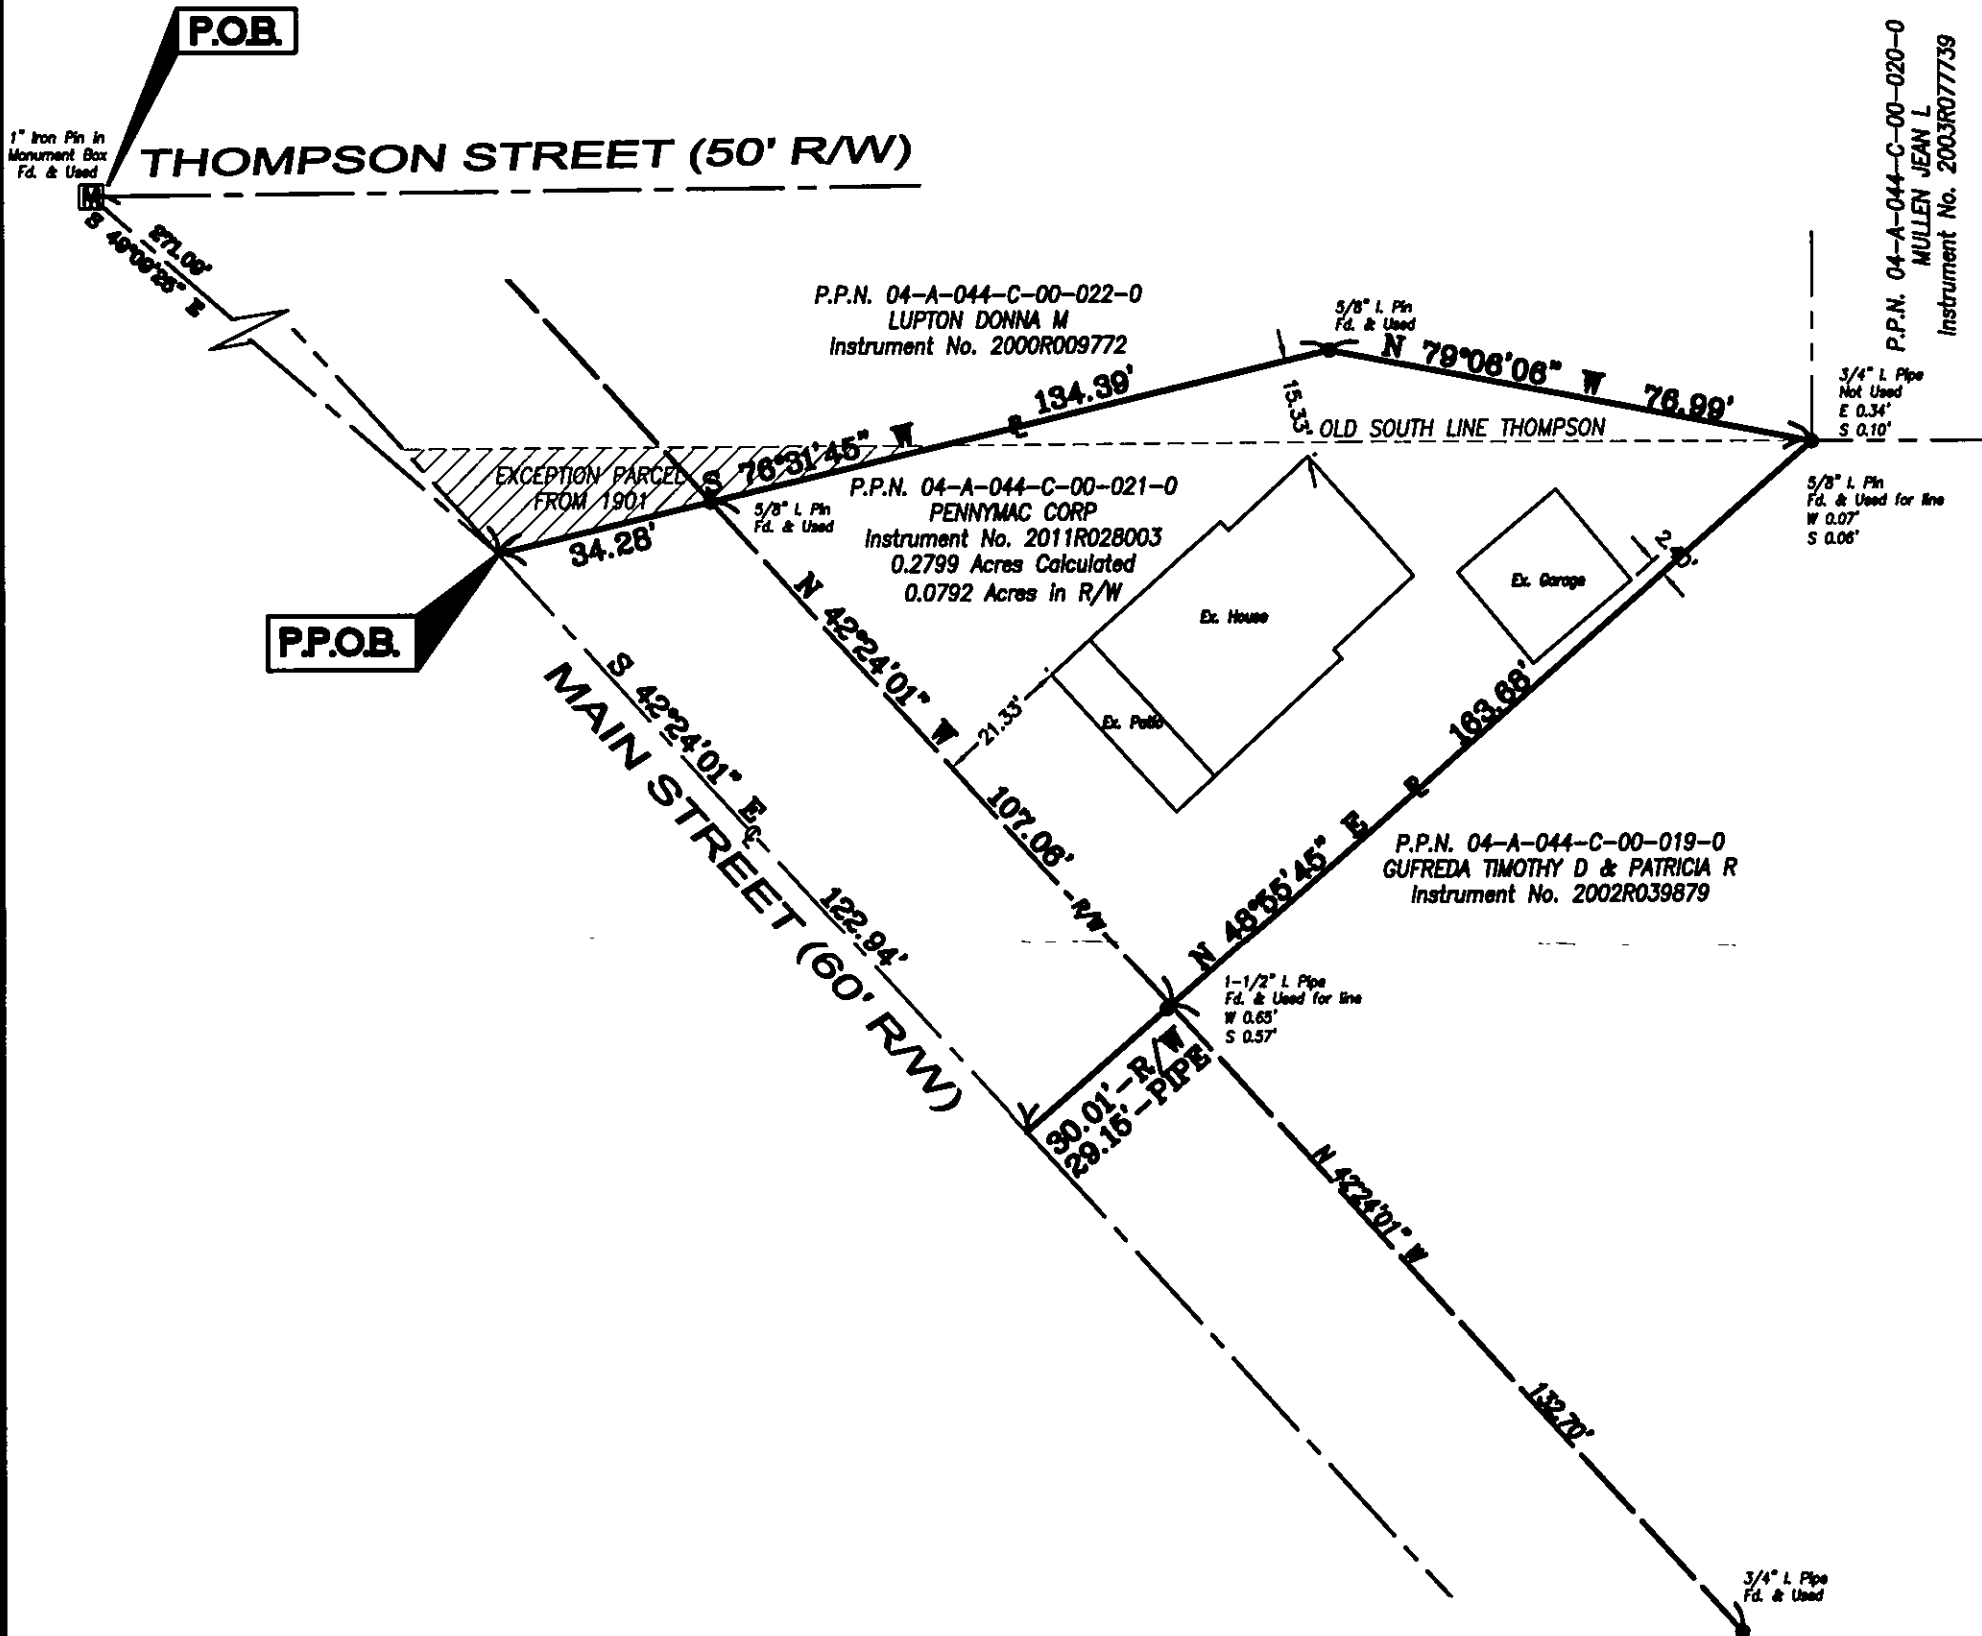 P.O.B.
1" Iron Pin in
Monument Box
Fd. & Used
THOMPSON STREET (50' R/W)
M
271.09'
S 49°09'25" E
P.P.N. 04-A-044-C-00-020-0
MULLEN JEAN L
Instrument No. 2003R077739
P.P.N. 04-A-044-C-00-022-0
LUPTON DONNA M
Instrument No. 2000R009772
5/8" I. Pin
Fd. & Used
N 79°06'06" W 76.99'
3/4" I. Pipe
Not Used
E 0.34'
S 0.10'
134.39'
15.33'
OLD SOUTH LINE THOMPSON
S 76°31'45" W
EXCEPTION PARCEL
FROM 1901
5/8" I. Pin
Fd. & Used
34.28'
P.P.N. 04-A-044-C-00-021-0
PENNYMAC CORP
Instrument No. 2011R028003
0.2799 Acres Calculated
0.0792 Acres in R/W
5/8" I. Pin
Fd. & Used for line
W 0.07'
S 0.06'
Ex. House
Ex. Garage
P.P.O.B.
N 42°24'01" W
107.06'
R/W
21.33'
Ex. Patio
163.68'
S 42°24'01" E
℄
122.94'
MAIN STREET (60' R/W)
N 48°55'45" E
P.P.N. 04-A-044-C-00-019-0
GUFREDA TIMOTHY D & PATRICIA R
Instrument No. 2002R039879
1-1/2" I. Pipe
Fd. & Used for line
W 0.65'
S 0.57'
30.01'-R/W
29.15'-PIPE
N 42°24'01" W
132.70'
3/4" I. Pipe
Fd. & Used